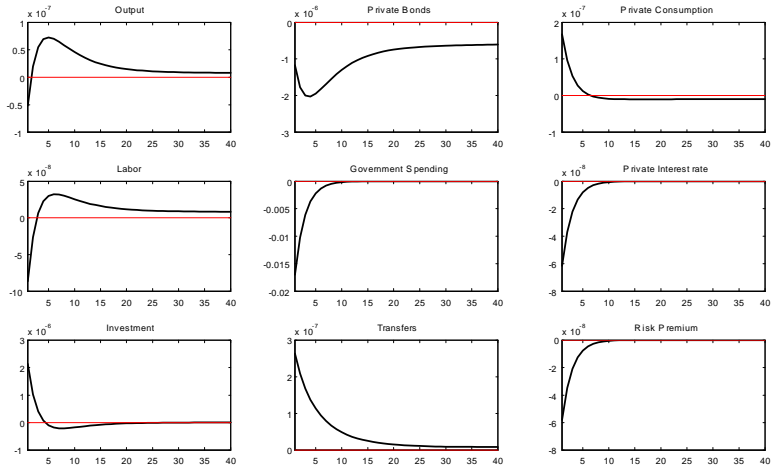 Output
x 10^-7
1
0.5
0
-0.5
-1
5 10 15 20 25 30 35 40
Private Bonds
x 10^-6
0
-1
-2
-3
5 10 15 20 25 30 35 40
Private Consumption
x 10^-7
2
1
0
-1
5 10 15 20 25 30 35 40
Labor
x 10^-8
5
0
-5
-10
5 10 15 20 25 30 35 40
Government Spending
0
-0.005
-0.01
-0.015
-0.02
5 10 15 20 25 30 35 40
Private Interest rate
x 10^-8
0
-2
-4
-6
-8
5 10 15 20 25 30 35 40
Investment
x 10^-6
3
2
1
0
-1
5 10 15 20 25 30 35 40
Transfers
x 10^-7
3
2
1
0
5 10 15 20 25 30 35 40
Risk Premium
x 10^-8
0
-2
-4
-6
-8
5 10 15 20 25 30 35 40